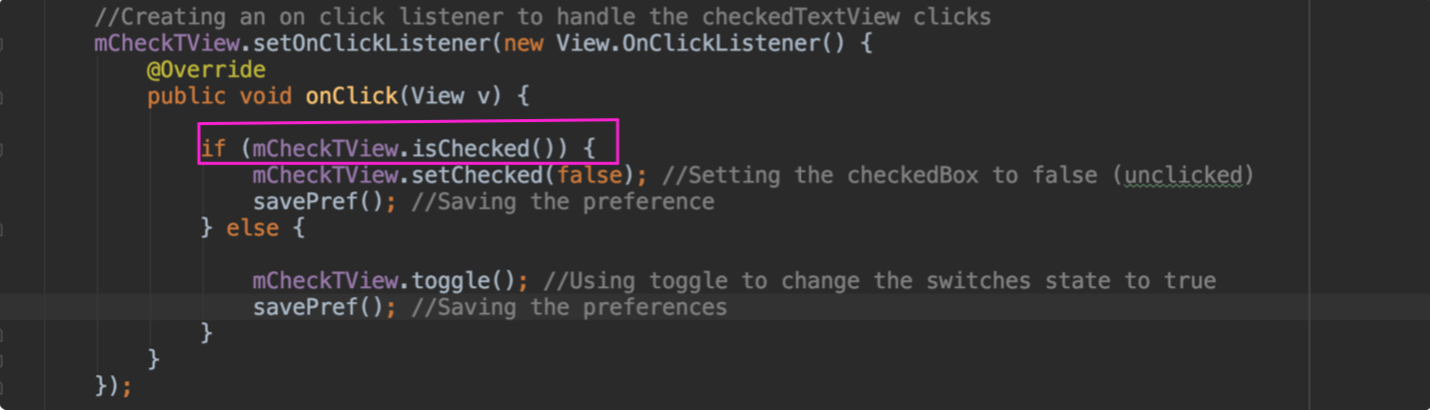 //Creating an on click listener to handle the checkedTextView clicks
mCheckTView.setOnClickListener(new View.OnClickListener() {
@Override
public void onClick(View v) {
if (mCheckTView.isChecked()) {
mCheckTView.setChecked(false); //Setting the checkedBox to false (unclicked)
savePref(); //Saving the preference
} else {
mCheckTView.toggle(); //Using toggle to change the switches state to true
savePref(); //Saving the preferences
}
}
});